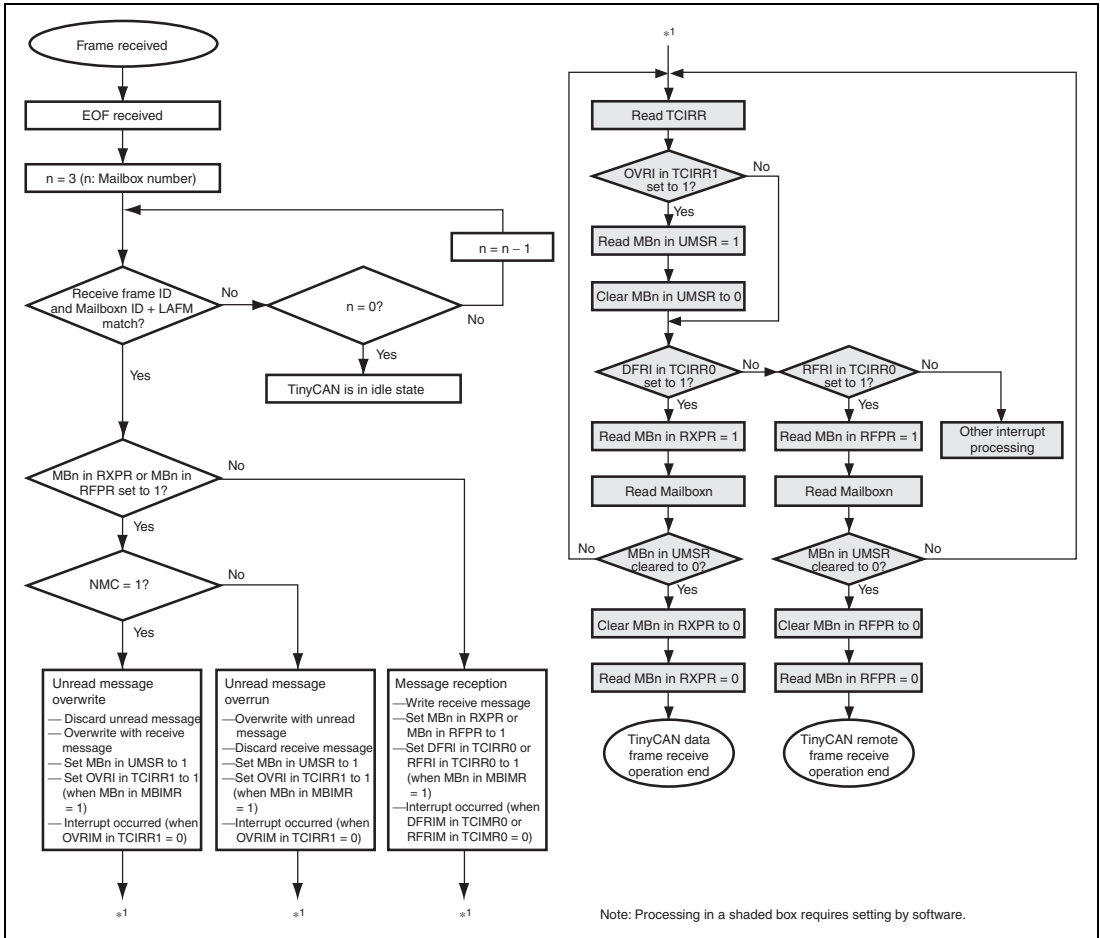 Frame received
EOF received
n = 3 (n: Mailbox number)
n = n − 1
Receive frame ID
and Mailboxn ID + LAFM
match?
No
n = 0?
No
Yes
Yes
TinyCAN is in idle state
MBn in RXPR or MBn in
RFPR set to 1?
No
Yes
NMC = 1?
No
Yes
Unread message
overwrite
— Discard unread message
— Overwrite with receive
message
— Set MBn in UMSR to 1
— Set OVRI in TCIRR1 to 1
(when MBn in MBIMR
= 1)
— Interrupt occurred (when
OVRIM in TCIRR1 = 0)
*1
Unread message
overrun
—Overwrite with unread
message
—Discard receive message
—Set MBn in UMSR to 1
—Set OVRI in TCIRR1 to 1
(when MBn in MBIMR
= 1)
—Interrupt occurred (when
OVRIM in TCIRR1 = 0)
*1
Message reception
—Write receive message
—Set MBn in RXPR or
MBn in RFPR to 1
—Set DFRI in TCIRR0 or
RFRI in TCIRR0 to 1
(when MBn in MBIMR
= 1)
—Interrupt occurred (when
DFRIM in TCIMR0 or
RFRIM in TCIMR0 = 0)
*1
*1
Read TCIRR
OVRI in TCIRR1
set to 1?
No
Yes
Read MBn in UMSR = 1
Clear MBn in UMSR to 0
DFRI in TCIRR0
set to 1?
No
Yes
RFRI in TCIRR0
set to 1?
No
Yes
Other interrupt
processing
Read MBn in RXPR = 1
Read MBn in RFPR = 1
Read Mailboxn
Read Mailboxn
No
MBn in UMSR
cleared to 0?
Yes
MBn in UMSR
cleared to 0?
No
Yes
Clear MBn in RXPR to 0
Clear MBn in RFPR to 0
Read MBn in RXPR = 0
Read MBn in RFPR = 0
TinyCAN data
frame receive
operation end
TinyCAN remote
frame receive
operation end
Note: Processing in a shaded box requires setting by software.